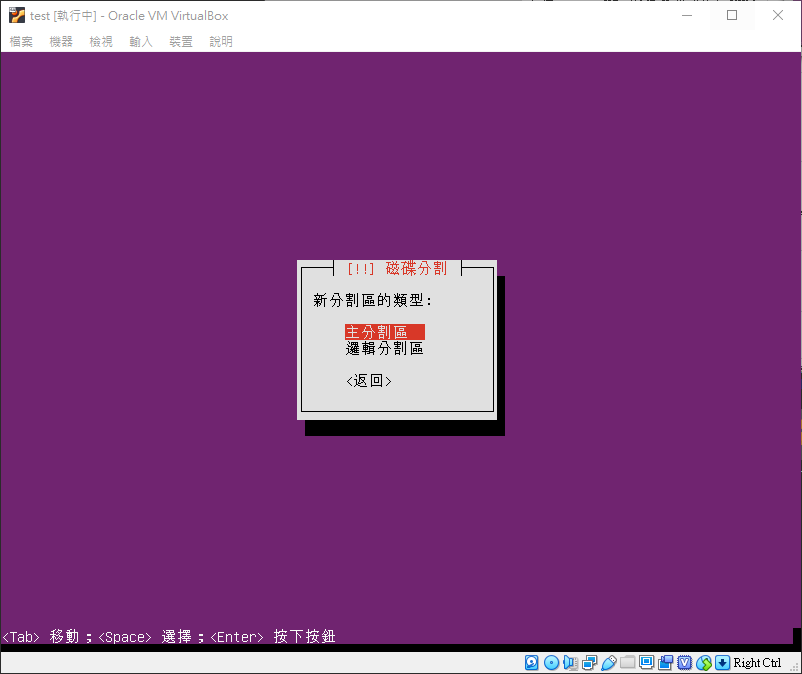 test [執行中] - Oracle VM VirtualBox
檔案 機器 檢視 輸入 裝置 說明
[!!] 磁碟分割
新分割區的類型:
主分割區
邏輯分割區
<返回>
<Tab> 移動；<Space> 選擇；<Enter> 按下按鈕
Right Ctrl